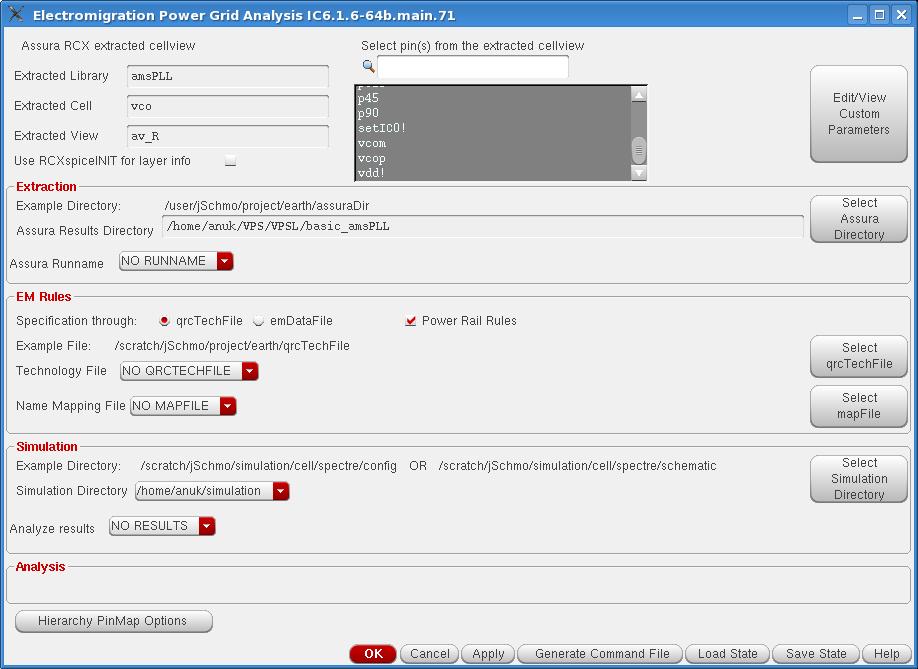 Electromigration Power Grid Analysis IC6.1.6-64b.main.71
Assura RCX extracted cellview
Select pin(s) from the extracted cellview
Extracted Library amsPLL
Extracted Cell vco
Extracted View av_R
Use RCXspiceINIT for layer info
p45
p90
setIC0!
vcom
vcop
vdd!
Edit/View
Custom
Parameters
Extraction
Example Directory: /user/jSchmo/project/earth/assuraDir
Assura Results Directory /home/anuk/VPS/VPSL/basic_amsPLL
Assura Runname NO RUNNAME
Select
Assura
Directory
EM Rules
Specification through: qrcTechFile emDataFile Power Rail Rules
Example File: /scratch/jSchmo/project/earth/qrcTechFile
Technology File NO QRCTECHFILE
Select
qrcTechFile
Name Mapping File NO MAPFILE
Select
mapFile
Simulation
Example Directory: /scratch/jSchmo/simulation/cell/spectre/config OR /scratch/jSchmo/simulation/cell/spectre/schematic
Simulation Directory /home/anuk/simulation
Select
Simulation
Directory
Analyze results NO RESULTS
Analysis
Hierarchy PinMap Options
OK Cancel Apply Generate Command File Load State Save State Help